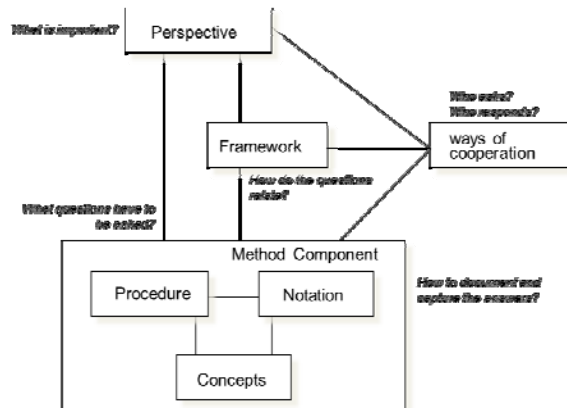 What is important?
Perspective
Who asks?
Who responds?
ways of
cooperation
Framework
How do the questions
relate?
What questions have to
be asked?
Method Component
Procedure
Notation
How to document and
capture the answers?
Concepts